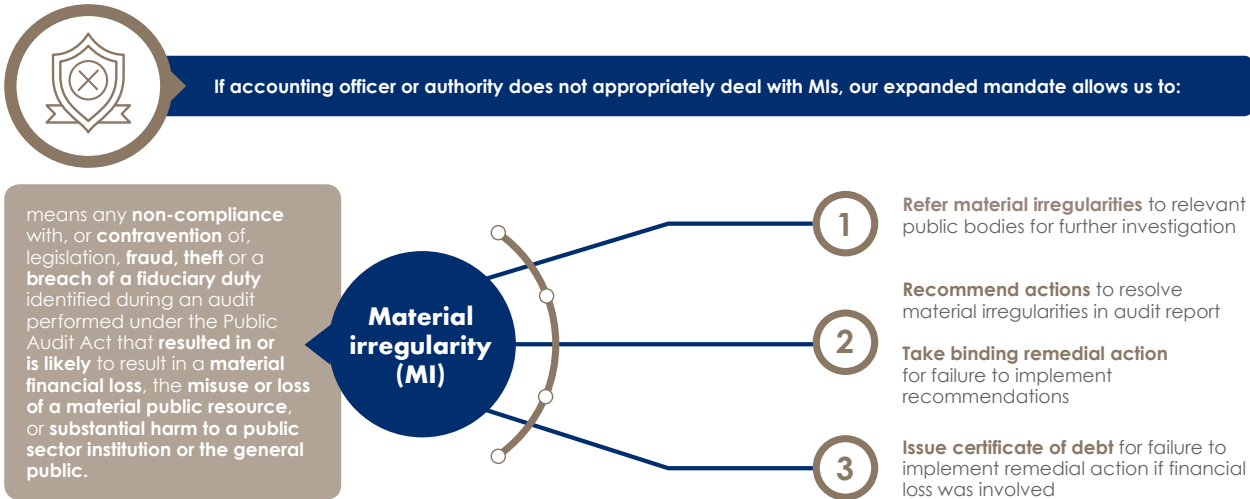 If accounting officer or authority does not appropriately deal with MIs, our expanded mandate allows us to:
means any non-compliance
with, or contravention of,
legislation, fraud, theft or a
breach of a fiduciary duty
identified during an audit
performed under the Public
Audit Act that resulted in or
is likely to result in a material
financial loss, the misuse or loss
of a material public resource,
or substantial harm to a public
sector institution or the general
public.
Material
irregularity
(MI)
1
Refer material irregularities to relevant
public bodies for further investigation
2
Recommend actions to resolve
material irregularities in audit report
Take binding remedial action
for failure to implement
recommendations
3
Issue certificate of debt for failure to
implement remedial action if financial
loss was involved